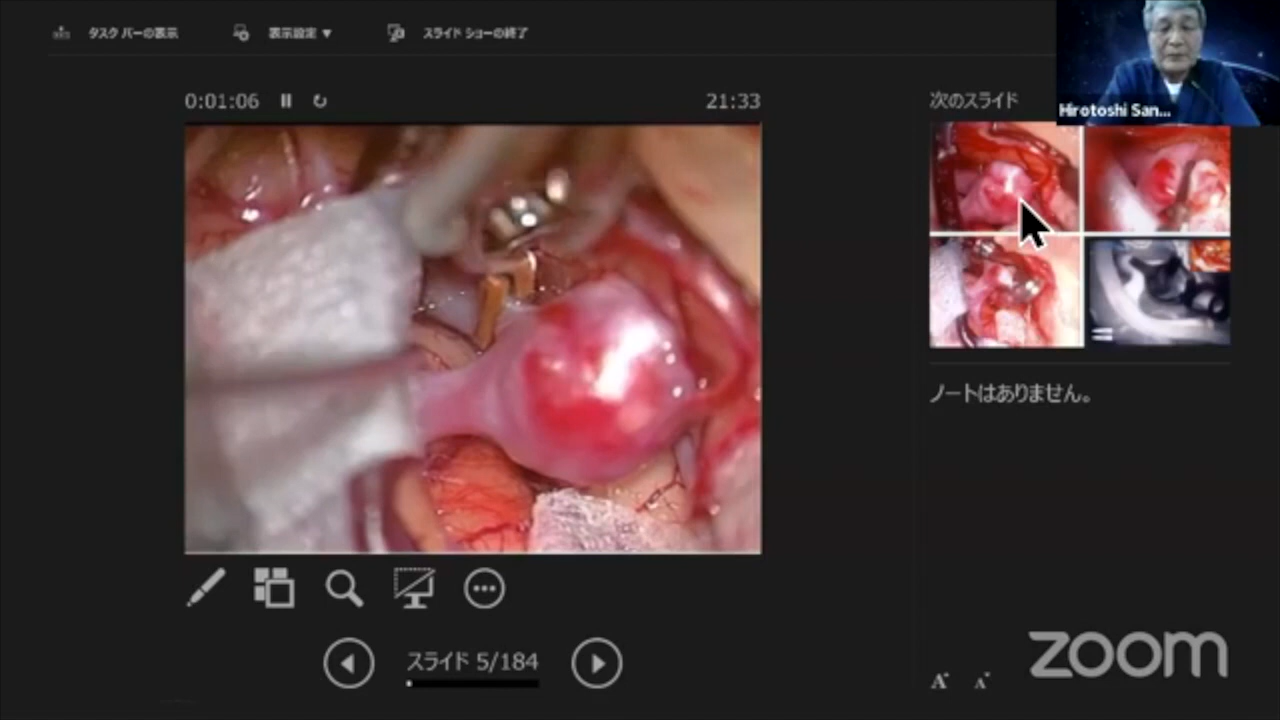 タスク バーの表示
表示設定 ▼
スライド ショーの終了
0:01:06
21:33
次のスライド
Hirotoshi San...
ノートはありません。
スライド 5/184
zoom
A A